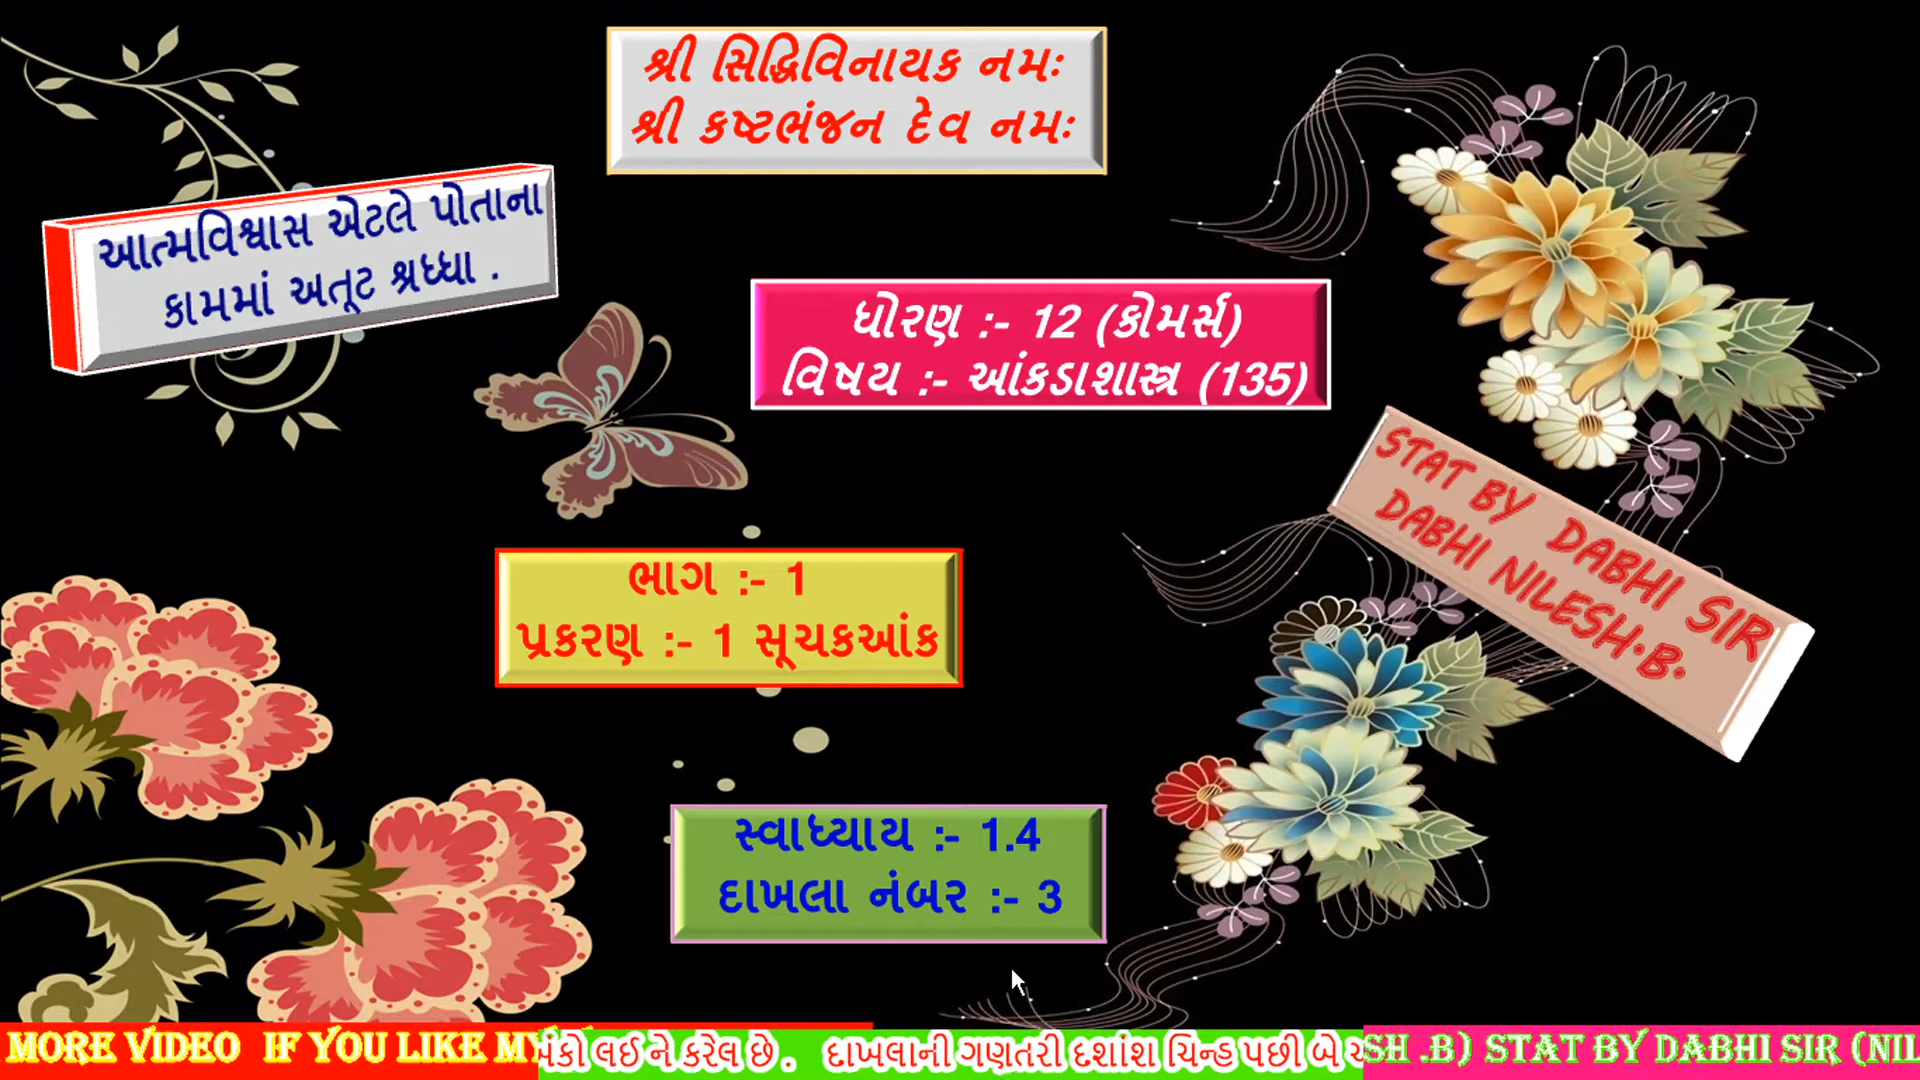 શ્રી સિદ્ધિવિનાયક નમઃ
શ્રી કષ્ટભંજન દેવ નમઃ
આત્મવિશ્વાસ એટલે પોતાના
કામમાં અતૂટ શ્રધ્ધા .
ધોરણ :- 12 (કોમર્સ)
વિષય :- આંકડાશાસ્ત્ર (135)
STAT BY DABHI SIR
DABHI NILESH.B.
ભાગ :- 1
પ્રકરણ :- 1 સૂચકઆંક
સ્વાધ્યાય :- 1.4
દાખલા નંબર :- 3
MORE VIDEO IF YOU LIKE MY
લઈ ને કરેલ છે . દાખલાની ગણતરી દશાંશ ચિન્હ પછી બે
.B) STAT BY DABHI SIR (NIL